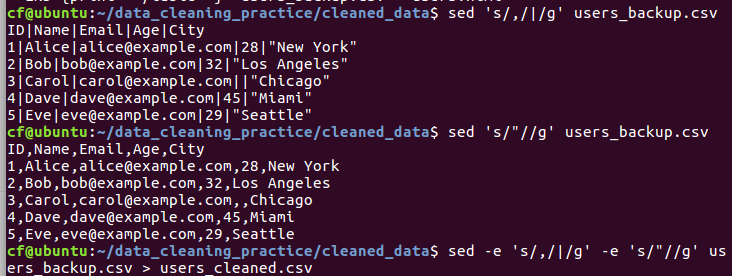 cf@ubuntu:~/data_cleaning_practice/cleaned_data$ sed 's/,/|/g' users_backup.csv
ID|Name|Email|Age|City
1|Alice|alice@example.com|28|"New York"
2|Bob|bob@example.com|32|"Los Angeles"
3|Carol|carol@example.com||"Chicago"
4|Dave|dave@example.com|45|"Miami"
5|Eve|eve@example.com|29|"Seattle"
cf@ubuntu:~/data_cleaning_practice/cleaned_data$ sed 's/"//g' users_backup.csv
ID,Name,Email,Age,City
1,Alice,alice@example.com,28,New York
2,Bob,bob@example.com,32,Los Angeles
3,Carol,carol@example.com,,Chicago
4,Dave,dave@example.com,45,Miami
5,Eve,eve@example.com,29,Seattle
cf@ubuntu:~/data_cleaning_practice/cleaned_data$ sed -e 's/,/|/g' -e 's/"//g' us
ers_backup.csv > users_cleaned.csv